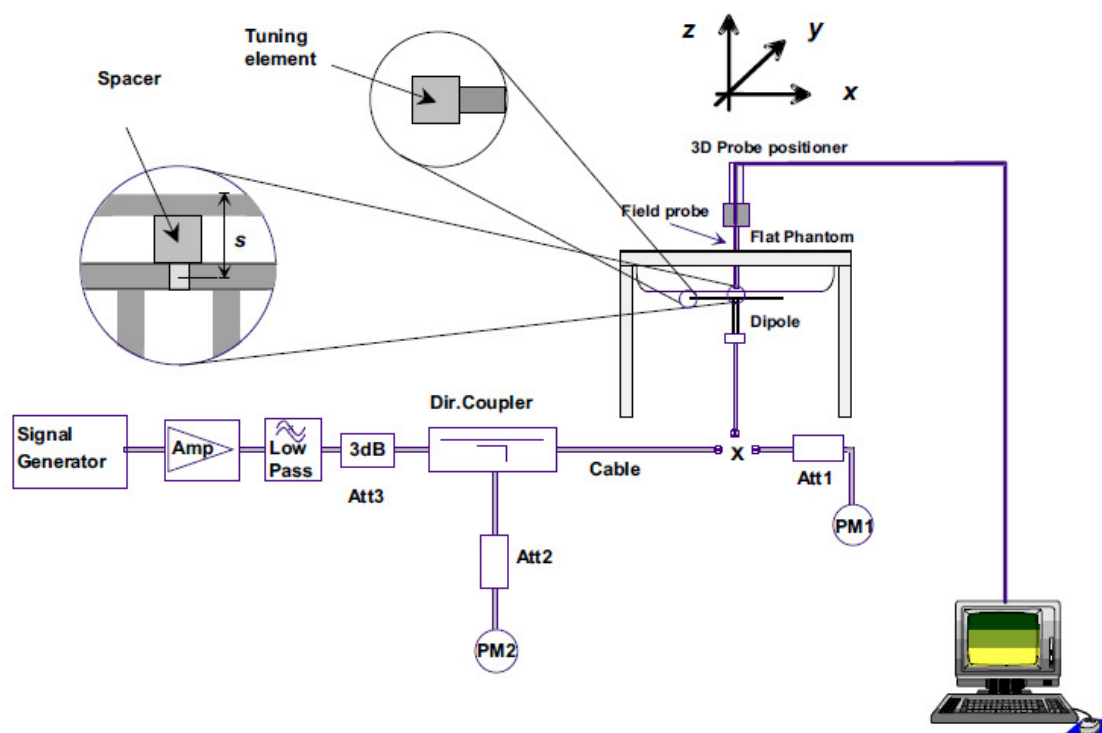 Tuning
element
Spacer
z
y
x
3D Probe positioner
s
Field probe
Flat Phantom
Dipole
Dir.Coupler
Signal
Generator
Amp
Low
Pass
3dB
Att3
Cable
X
Att1
PM1
Att2
PM2